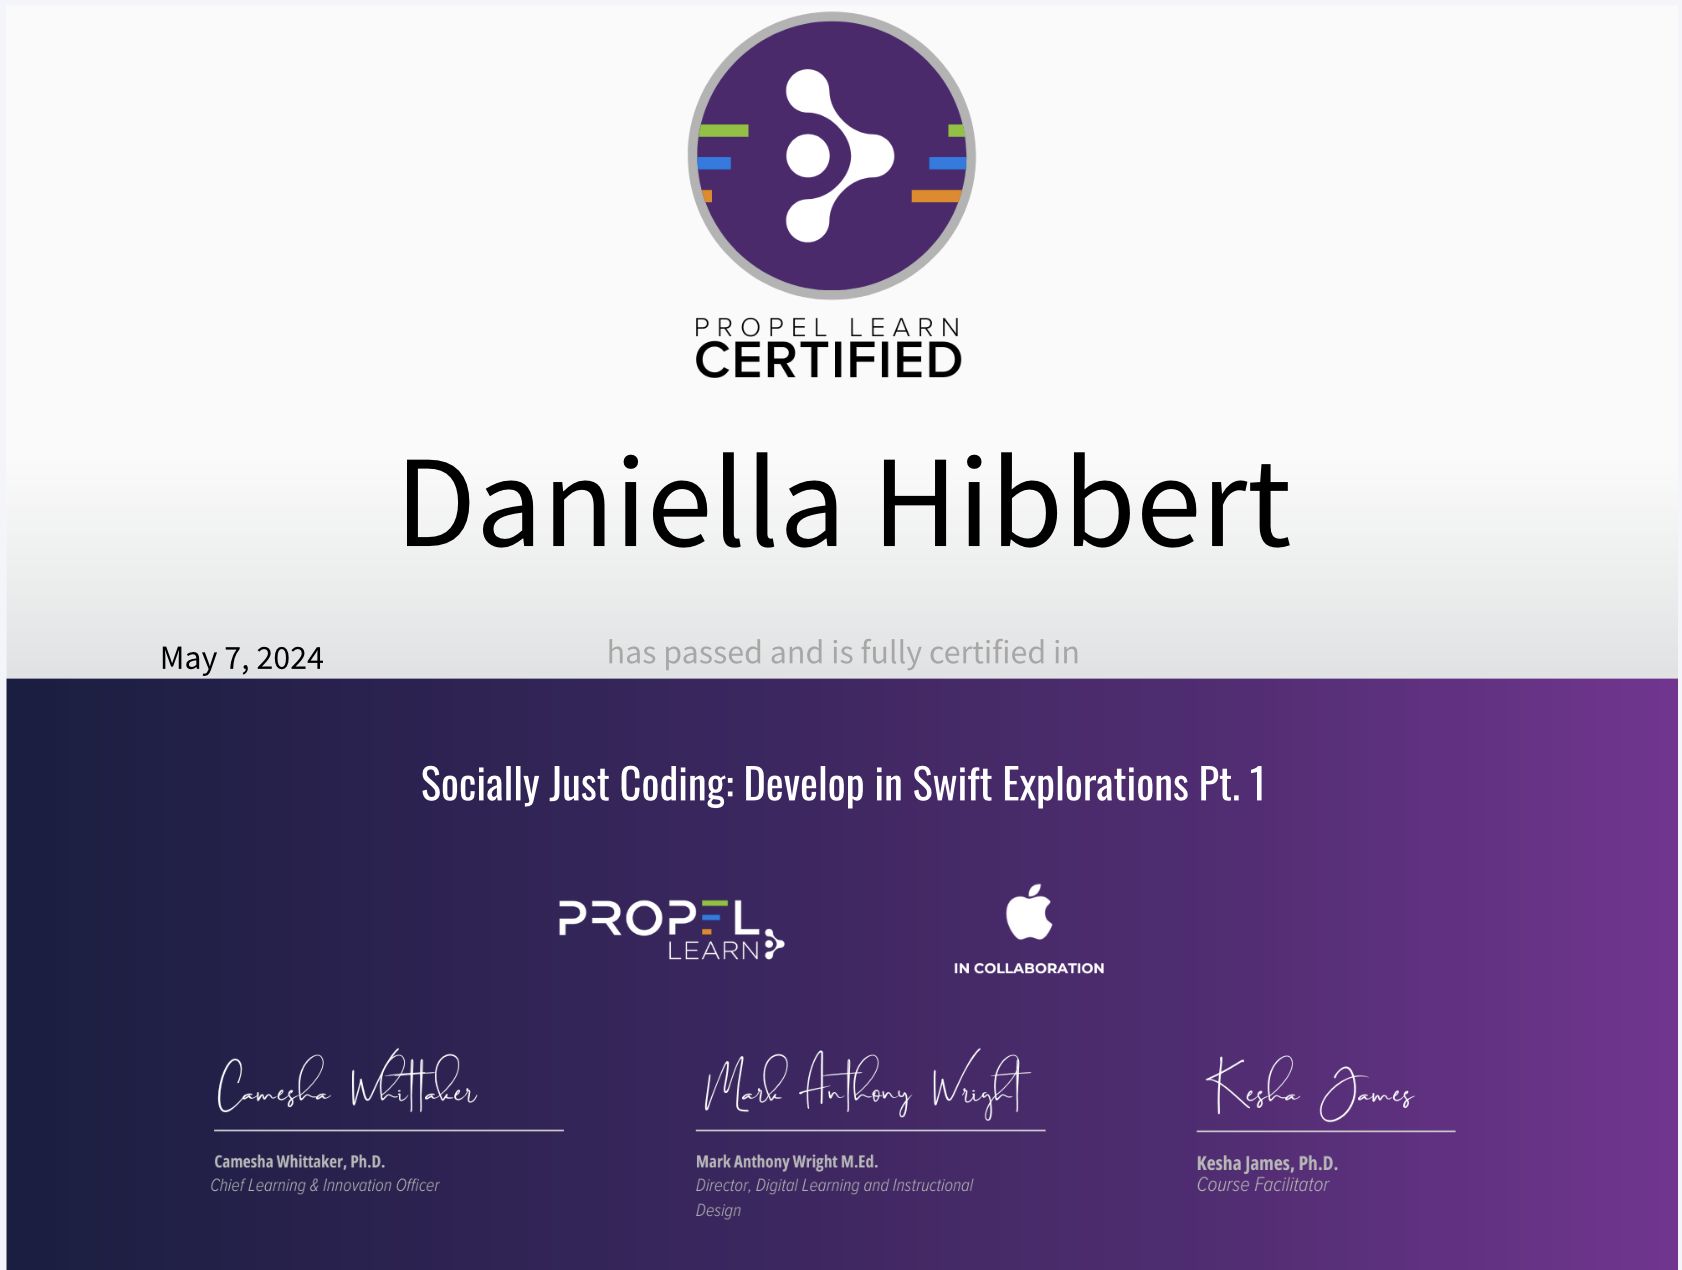 PROPEL LEARN
CERTIFIED
Daniella Hibbert
May 7, 2024
has passed and is fully certified in
Socially Just Coding: Develop in Swift Explorations Pt. 1
PROPEL
LEARN
IN COLLABORATION
Camesha Whittaker
Mark Anthony Wright
Kesha James
Camesha Whittaker, Ph.D.
Chief Learning & Innovation Officer
Mark Anthony Wright M.Ed.
Director, Digital Learning and Instructional
Design
Kesha James, Ph.D.
Course Facilitator